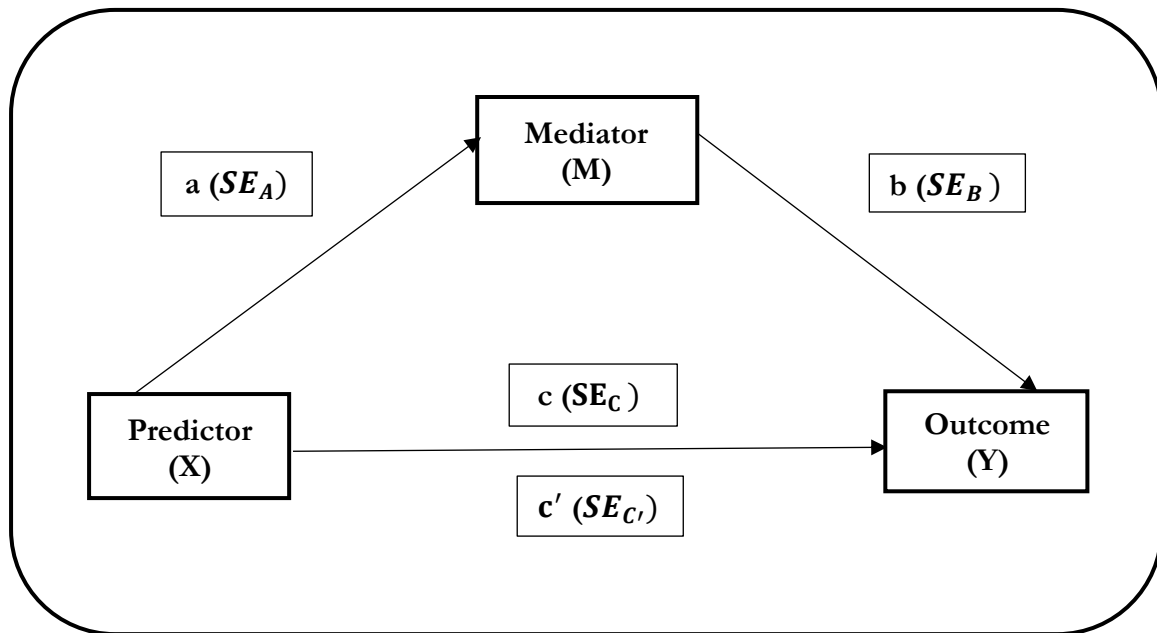 Mediator
(M)
a (SE_A)
b (SE_B )
c (SE_C )
Predictor
(X)
Outcome
(Y)
c′ (SE_C′)